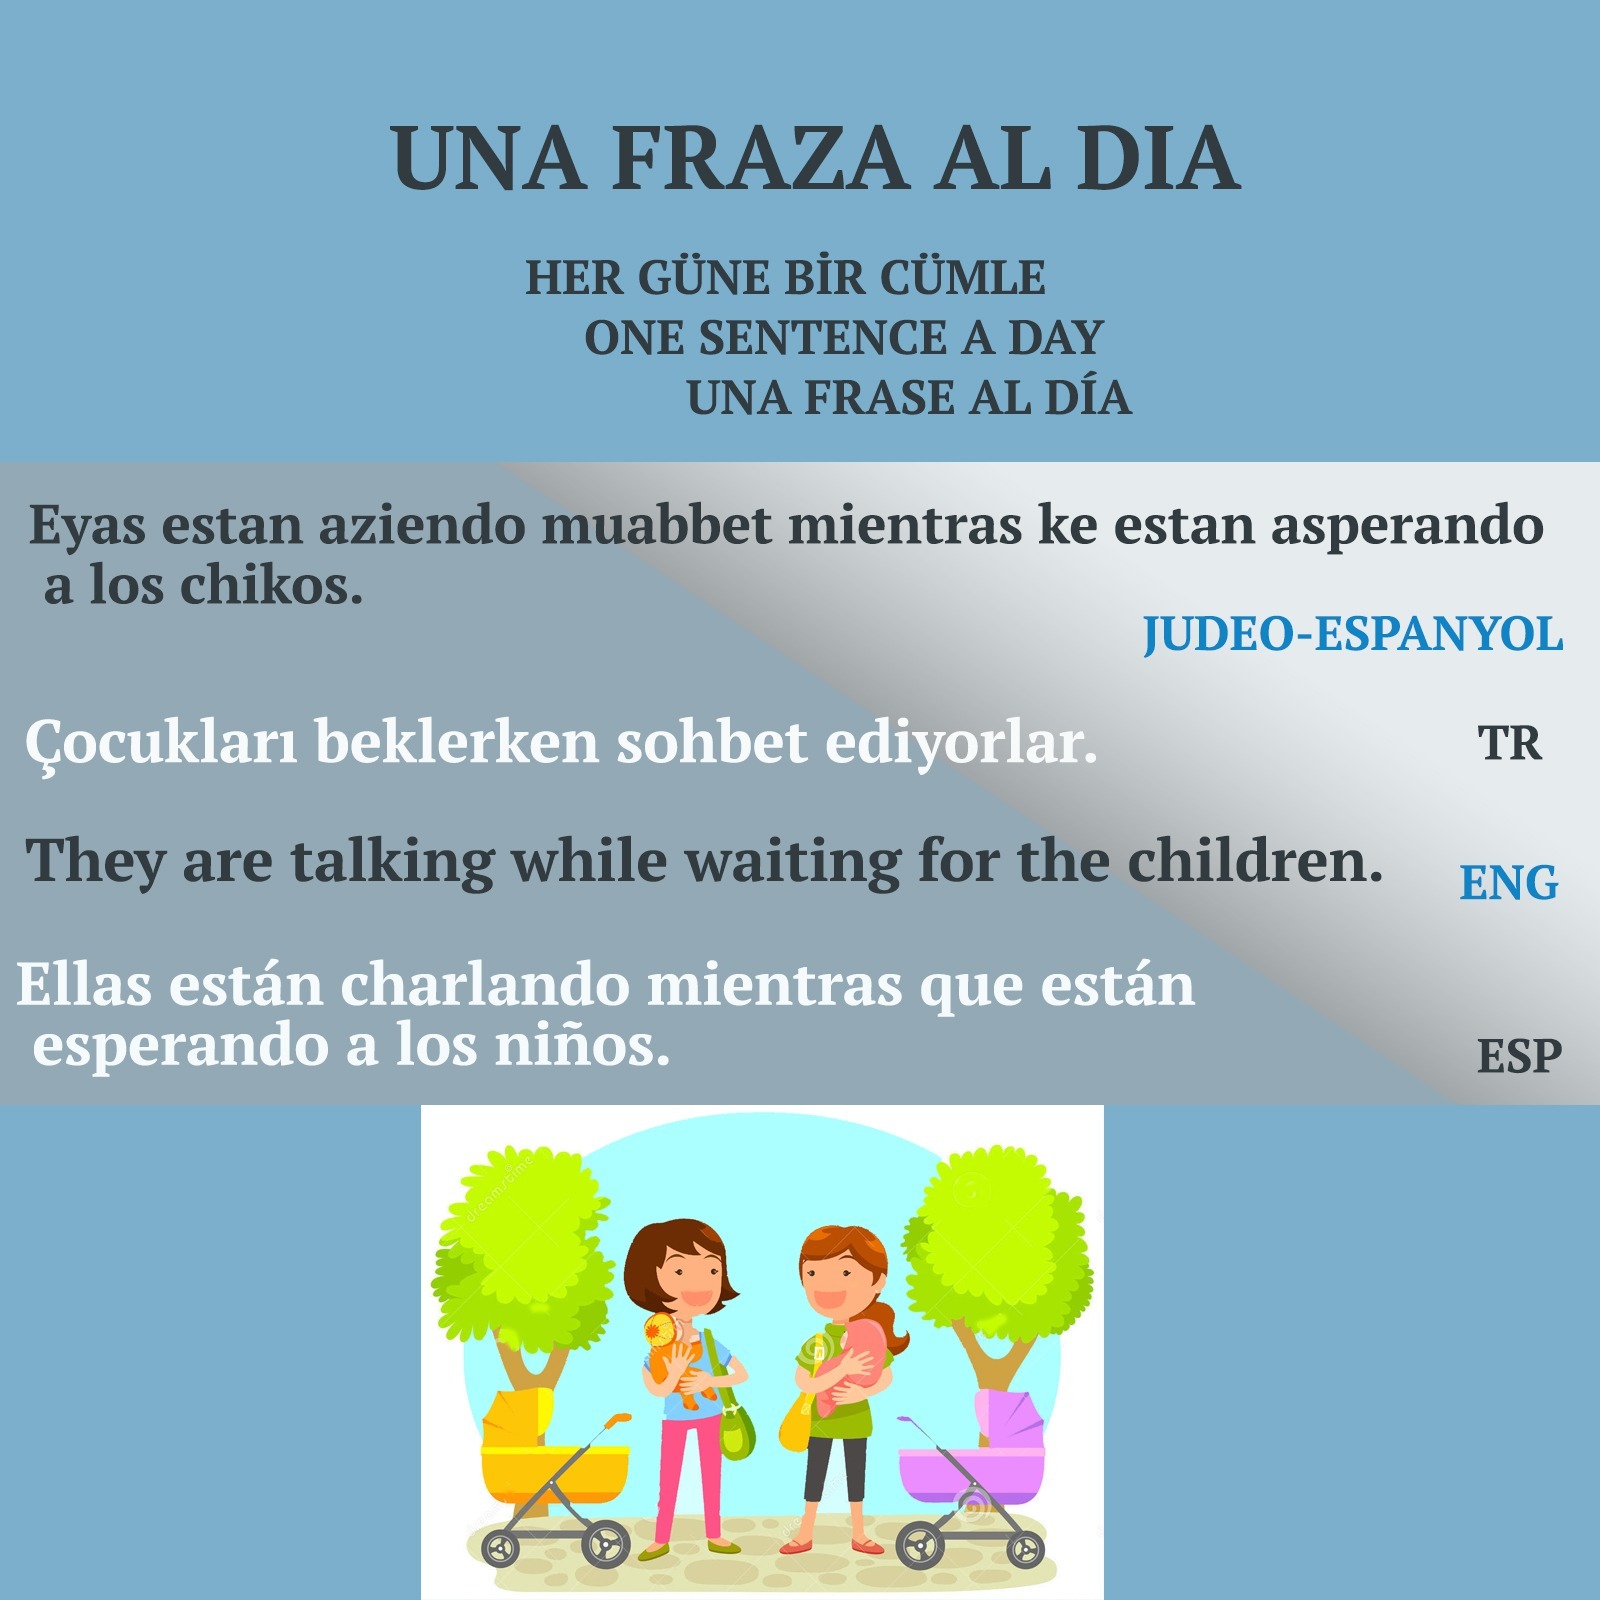 UNA FRAZA AL DIA
HER GÜNE BİR CÜMLE
ONE SENTENCE A DAY
UNA FRASE AL DÍA
Eyas estan aziendo muabbet mientras ke estan asperando
a los chikos.
JUDEO-ESPANYOL
Çocukları beklerken sohbet ediyorlar.
TR
They are talking while waiting for the children.
ENG
Ellas están charlando mientras que están
esperando a los niños.
ESP
dreamstime